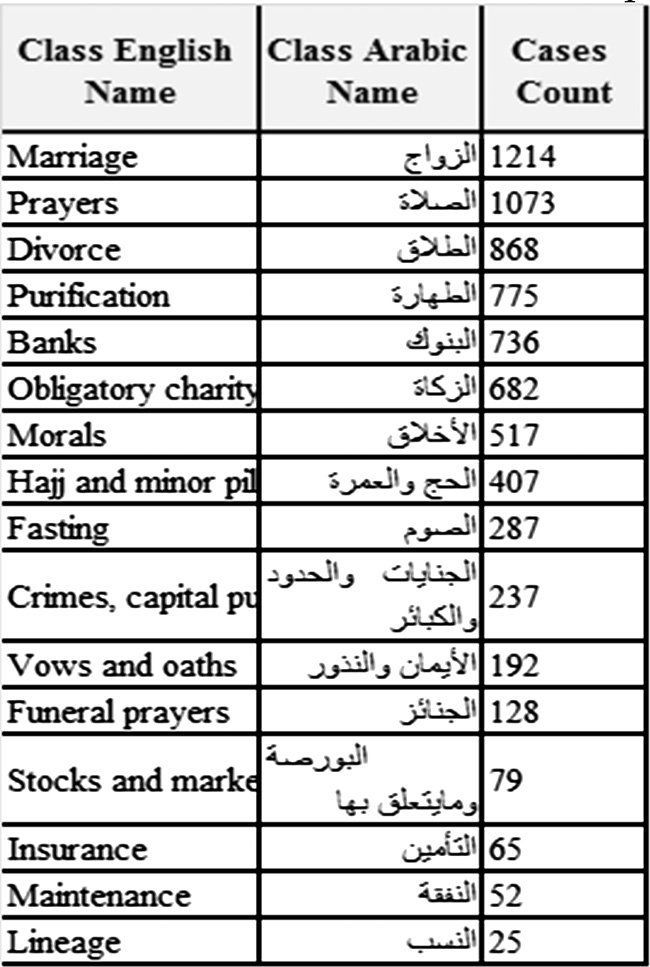 Class English Name | Class Arabic Name | Cases Count
Marriage | الزواج | 1214
Prayers | الصلاة | 1073
Divorce | الطلاق | 868
Purification | الطهارة | 775
Banks | البنوك | 736
Obligatory charity | الزكاة | 682
Morals | الأخلاق | 517
Hajj and minor pil | الحج والعمرة | 407
Fasting | الصوم | 287
Crimes, capital pu | الجنايات والحدود والكبائر | 237
Vows and oaths | الأيمان والنذور | 192
Funeral prayers | الجنائز | 128
Stocks and marke | البورصة ومايتعلق بها | 79
Insurance | التأمين | 65
Maintenance | النفقة | 52
Lineage | النسب | 25